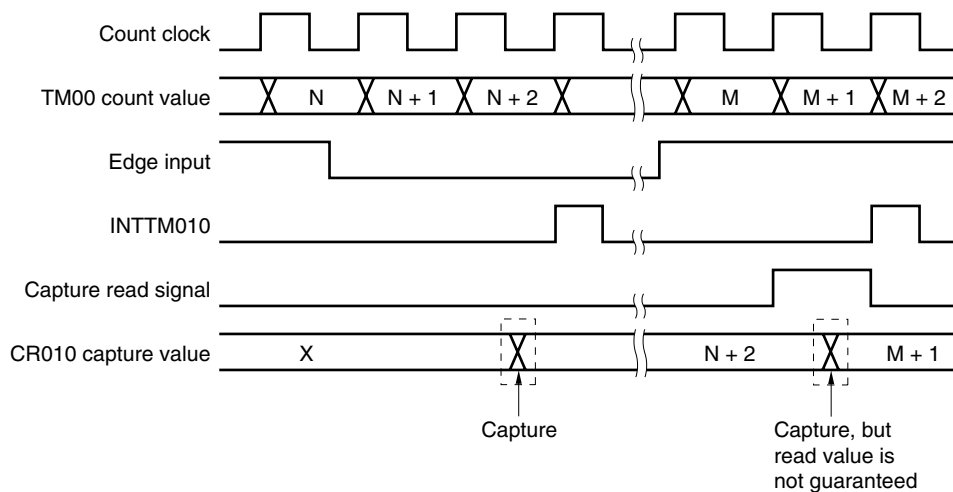 Count clock
TM00 count value
N
N + 1
N + 2
M
M + 1
M + 2
Edge input
INTTM010
Capture read signal
CR010 capture value
X
N + 2
M + 1
Capture
Capture, but
read value is
not guaranteed